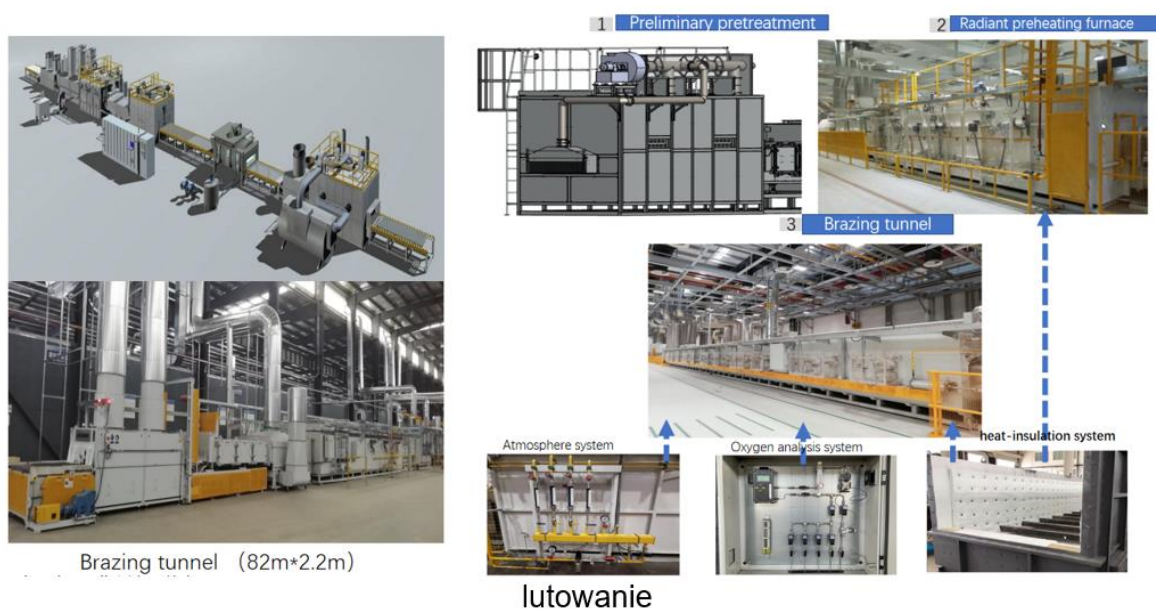 1 Preliminary pretreatment
2 Radiant preheating furnace
3 Brazing tunnel
Atmosphere system
Oxygen analysis system
heat-insulation system
Brazing tunnel （82m*2.2m）
lutowanie